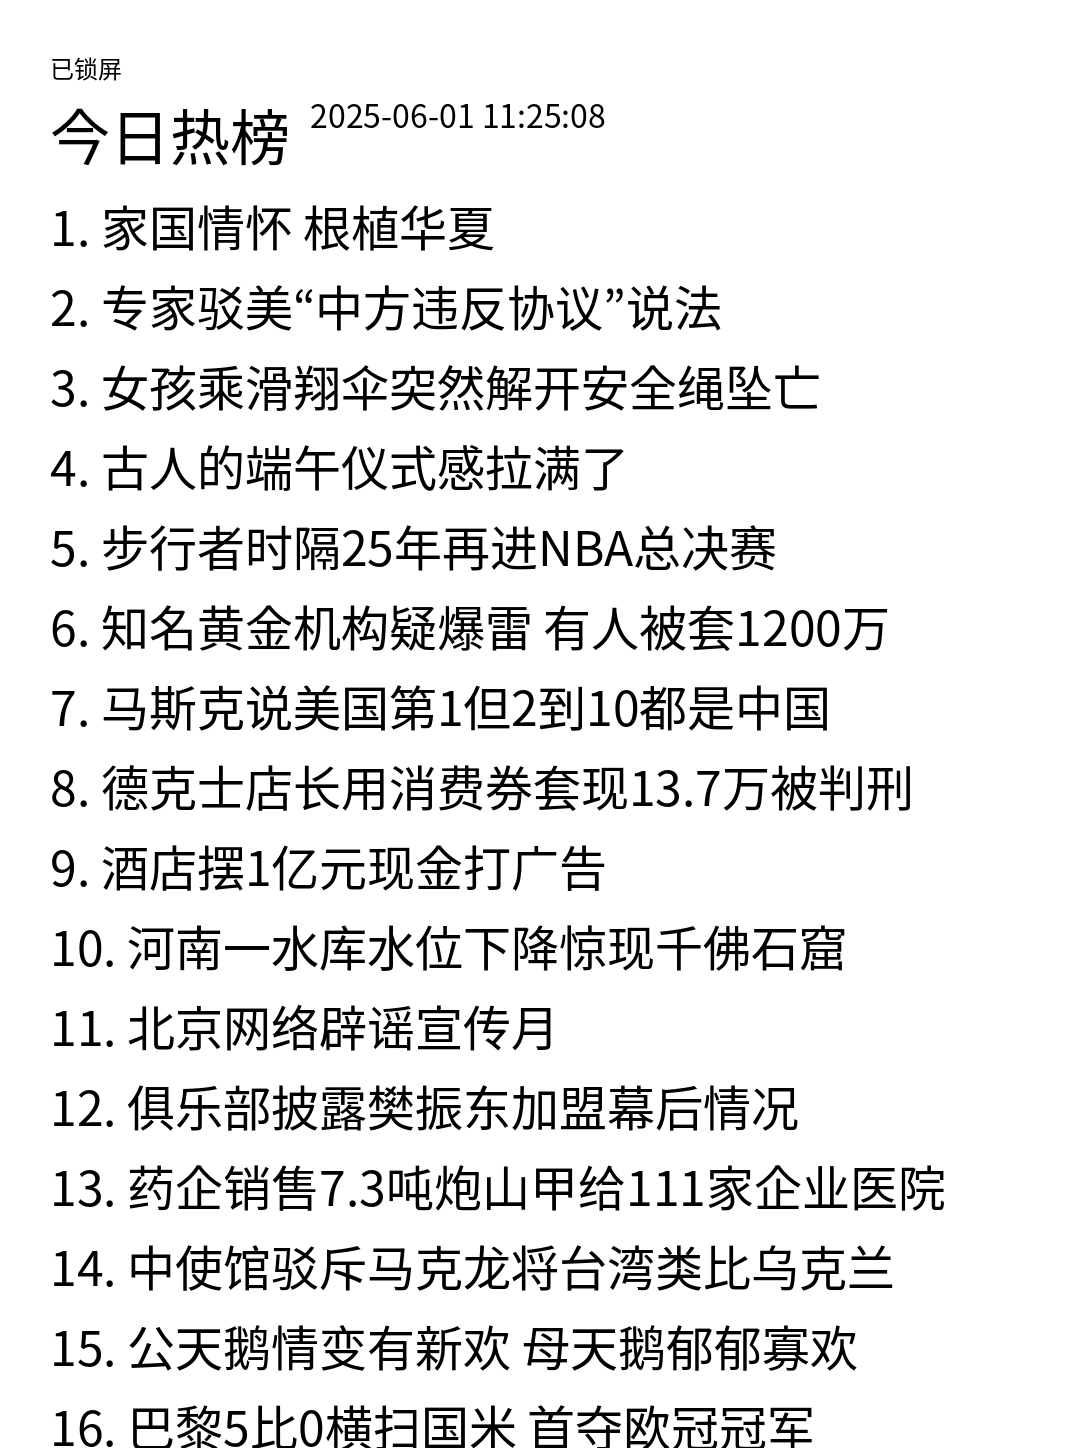 已锁屏
今日热榜 2025-06-01 11:25:08
1. 家国情怀 根植华夏
2. 专家驳美“中方违反协议”说法
3. 女孩乘滑翔伞突然解开安全绳坠亡
4. 古人的端午仪式感拉满了
5. 步行者时隔25年再进NBA总决赛
6. 知名黄金机构疑爆雷 有人被套1200万
7. 马斯克说美国第1但2到10都是中国
8. 德克士店长用消费券套现13.7万被判刑
9. 酒店摆1亿元现金打广告
10. 河南一水库水位下降惊现千佛石窟
11. 北京网络辟谣宣传月
12. 俱乐部披露樊振东加盟幕后情况
13. 药企销售7.3吨炮山甲给111家企业医院
14. 中使馆驳斥马克龙将台湾类比乌克兰
15. 公天鹅情变有新欢 母天鹅郁郁寡欢
16. 巴黎5比0横扫国米 首夺欧冠冠军